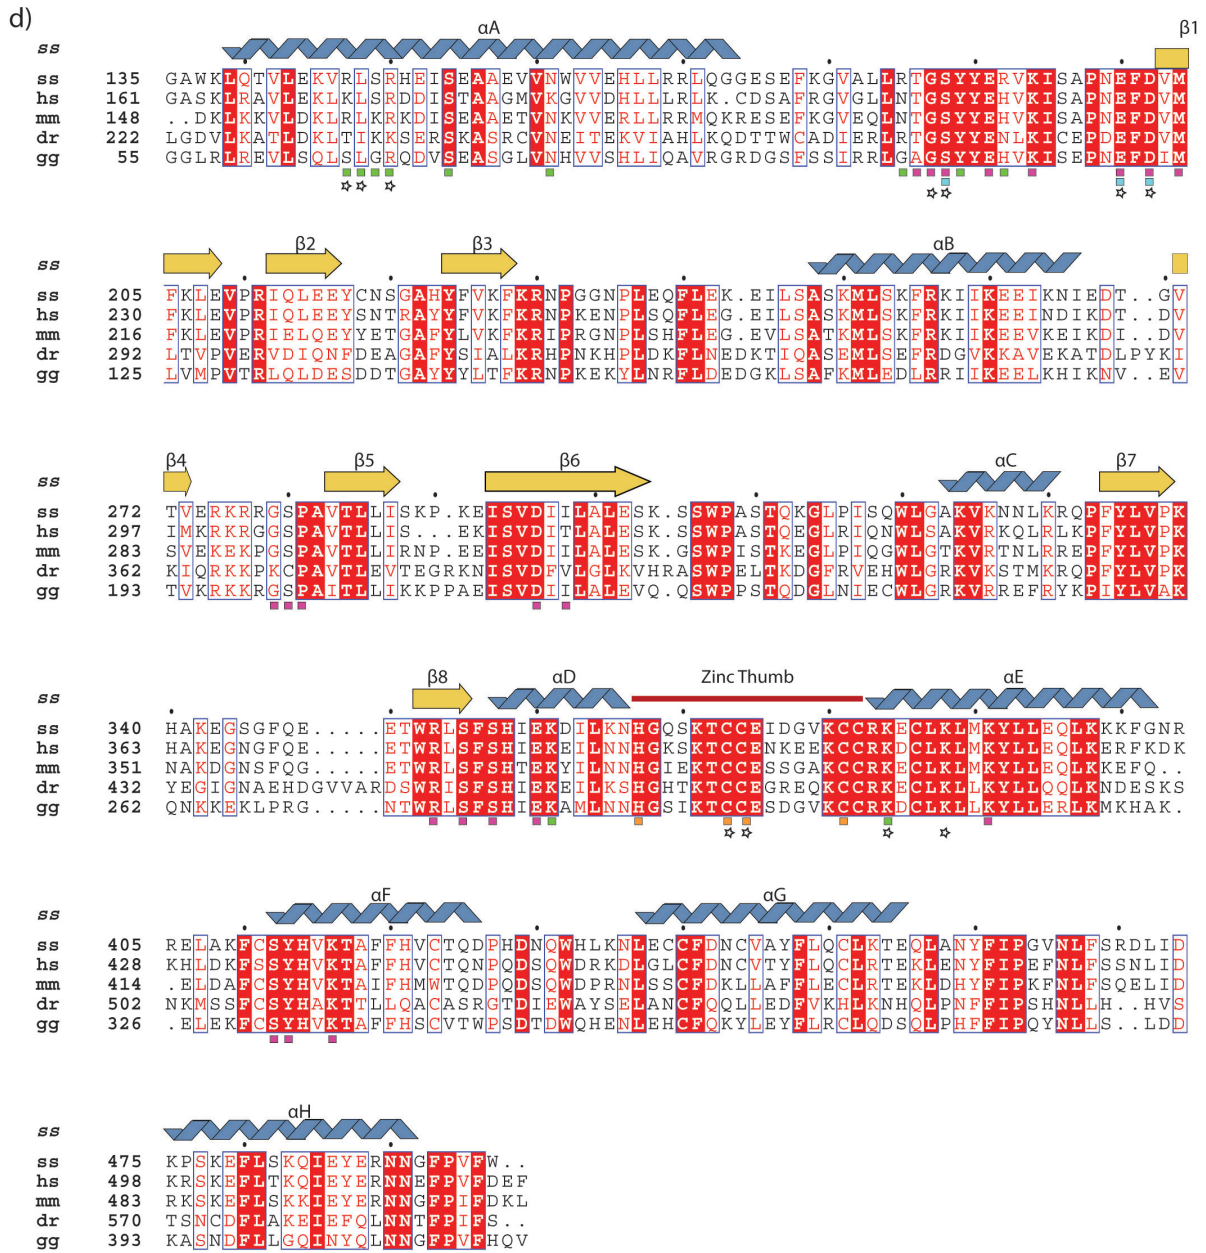 d)
αA
β1
ss
ss 135 GAWKLQTVLEKVRLSRHEISEAAEVVNWVVEHLLRRLQGGESEFKGVALLRTGSYYERVKISAPNEFDVM
hs 161 GASKLRAVLEKLKLSRDDISTAAGMVKGVVDHLLLRLK.CDSAFRGVGLLNTGSYYEHVKISAPNEFDVM
mm 148 ..DKLKKVLDKLRLKRKDISEAAETVNKVVERLLRRMQKRESEFKGVEQLNTGSYYEHVKISAPNEFDVM
dr 222 LGDVLKATLDKLTIKKSERSKASRCVNEITEKVIAHLKQDTTWCADIERLRTGSYYENLKICEPDEFDIM
gg 55 GGLRLREVLSQLSLGRQDVSEASGLVNHVVSHLIQAVRGRDGSFSSIRRLGAGSYYEHVKISEPNEFDIM
β2 β3 αB
ss
ss 205 FKLEVPRIQLEEYCNSGAHYFVKFKRNPGGNPLEQFLEK.EILSASKMLSKFRKIIKEEIKNIEDT..GV
hs 230 FKLEVPRIQLEEYSNTRAYYFVKFKRNPKENPLSQFLEG.EILSASKMLSKFRKIIKEEINDIKDT..DV
mm 216 FKLEVPRIELQEYYETGAFYLVKFKRIPRGNPLSHFLEG.EVLSATKMLSKFRKIIKEEVKEIKD.I..DV
dr 292 LTVPVERVDIQNFDEAGAFYSIALKRHPNKHPLDKFLNEDKTIQASEMLSEFRDGVKKAVEKATDLPYKI
gg 125 LVMPVTRLQLDESDDTGAYYYLTFKRNPKEKYLNRFLDEDGKLSAFKMLEDLRRIIKEELKHIKNV..EV
β4 β5 β6 αC β7
ss
ss 272 TVERKRRGSPAVTLLISKP.KEISVDIILALESK.SSWPASTQKGLPISQWLGAKVKNNLKRQPFYLVPK
hs 297 IMKRKRGGSPAVTLLIS...EKISVDITLALESK.SSWPASTQEGLRIQNWLSAKVRKQLRLKPFYLVPK
mm 283 SVEKEKPGSPAVTLLIRNP.EEISVDIILALESK.GSWPISTKEGLPIQGWLGTKVRTNLRREPFYLVPK
dr 362 KIQRKKPKCPAVTLEVTEGRKNISVDFVLGLKVHRASWPELTKDGFRVEHWLGRKVKSTMKRQPFYLVPK
gg 193 TVKRKKRGSPAITLLIKKPPAEISVDIILALEVQ.QSWPPSTQDGLNIECWLGRKVRREFRYKPIYLVAK
β8 αD Zinc Thumb αE
ss
ss 340 HAKEGSGFQE.....ETWRLSFSHIEKDILKNHGQSKTCCEIDGVKCCRKECLKLMKYLLEQLKKKFGNR
hs 363 HAKEGNGFQE.....ETWRLSFSHIEKEILNNHGKSKTCCENKEEKCCRKDCLKLMKYLLEQLKERFKDK
mm 351 NAKDGNSFQG.....ETWRLSFSHTEKYILNNHGIEKTCCESSGAKCCRKECLKLMKYLLEQLKKEFQ..
dr 432 YEGIGNAEHDGVVARDSWRISFSHIEKEILKSHGHTKTCCEGREQKCCRKECLKLLKYLLQQLKNDESKS
gg 262 QNKKEKLPRG.....NTWRLSFSHIEKAMLNNHGSIKTCCESDGVKCCRKDCLKLLKYLLERLKMKHAK.
αF αG
ss
ss 405 RELAKFCSYHVKTAFFHVCTQDPHDNQWHLKNLECCFDNCVAYFLQCLKTEQLANYFIPGVNLFSRDLID
hs 428 KHLDKFSSYHVKTAFFHVCTQNPQDSQWDRKDLGLCFDNCVTYFLQCLRTEKLENYFIPEFNLFSSNLID
mm 414 .ELDAFCSYHVKTAIFHMWTQDPQDSQWDPRNLSSCFDKLLAFFLECLRTEKLDHYFIPKFNLFSQELID
dr 502 NKMSSFCSYHAKTTLLQACASRGTDIEWAYSELANCFQQLLEDFVKHLKNHQLPNFFIPSHNLLH..HVS
gg 326 .ELEKFCSYHVKTAFFHSCVTWPSDTDWQHENLEHCFQKYLEYFLRCLQDSQLPHFFIPQYNLLS..LDD
αH
ss
ss 475 KPSKEFLSKQIEYERNNGFPVFW..
hs 498 KRSKEFLTKQIEYERNNEFPVFDEF
mm 483 RKSKEFLSKKIEYERNNGFPIFDKL
dr 570 TSNCDFLAKEIEFQLNNTFPIFS..
gg 393 KASNDFLLGQINYQLNNGFPVFHQV